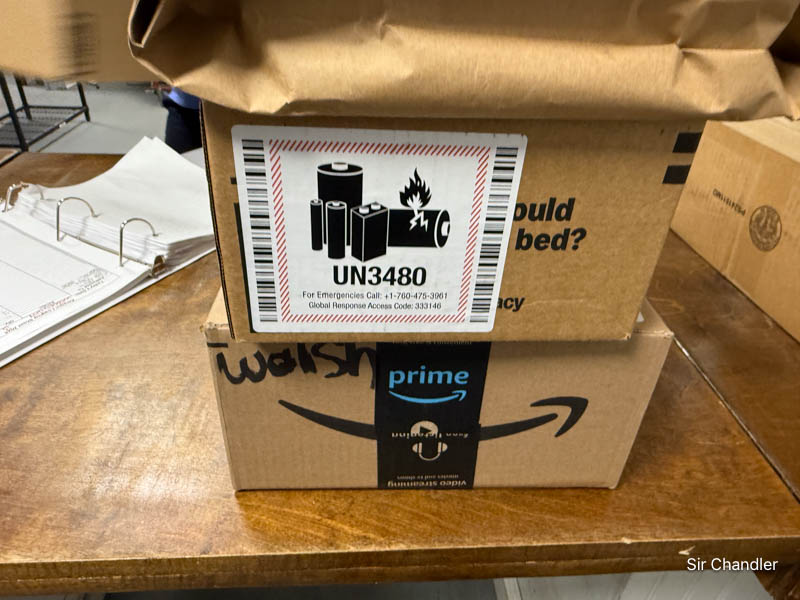 ould
bed?
UN3480
For Emergencies Call: +1-760-475-3961
Global Response Access Code: 333146
acy
walsh
prime
video streaming
Sir Chandler